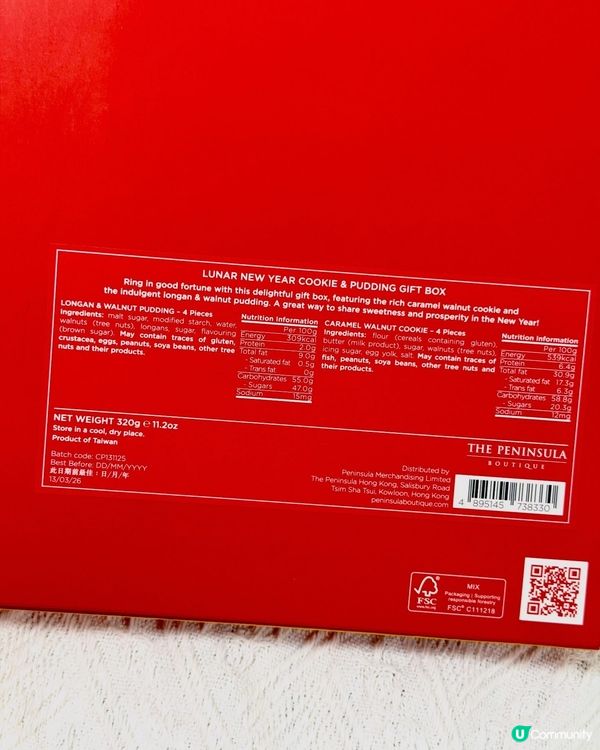 LUNAR NEW YEAR COOKIE & PUDDING GIFT BOX
Ring in good fortune with this delightful gift box, featuring the rich caramel walnut cookie and
the indulgent longan & walnut pudding. A great way to share sweetness and prosperity in the New Year!
LONGAN & WALNUT PUDDING – 4 Pieces
Ingredients: malt sugar, modified starch, water,
walnuts (tree nuts), longans, sugar, flavouring
(brown sugar). May contain traces of gluten,
crustacea, eggs, peanuts, soya beans, other tree
nuts and their products.
Nutrition Information
Per 100g
Energy 309kcal
Protein 2.0g
Total fat 9.0g
- Saturated fat 0.5g
- Trans fat 0g
Carbohydrates 55.0g
- Sugars 47.0g
Sodium 15mg
CARAMEL WALNUT COOKIE – 4 Pieces
Ingredients: flour (cereals containing gluten),
butter (milk product), sugar, walnuts (tree nuts),
icing sugar, egg yolk, salt. May contain traces of
fish, peanuts, soya beans, other tree nuts and
their products.
Nutrition Information
Per 100g
Energy 539kcal
Protein 6.4g
Total fat 30.9g
- Saturated fat 17.3g
- Trans fat 6.3g
Carbohydrates 58.8g
- Sugars 20.3g
Sodium 12mg
NET WEIGHT 320g ℮ 11.2oz
Store in a cool, dry place.
Product of Taiwan
Batch code: CP131125
Best Before: DD/MM/YYYY
此日期前最佳：日/月/年
13/03/26
Distributed by
Peninsula Merchandising Limited
The Peninsula Hong Kong, Salisbury Road
Tsim Sha Tsui, Kowloon, Hong Kong
peninsulaboutique.com
THE PENINSULA
BOUTIQUE
4 895145 738330
FSC
www.fsc.org
MIX
Packaging | Supporting
responsible forestry
FSC® C111218
U Community